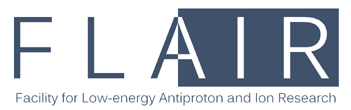 FLAIR
Facility for Low-energy Antiproton and Ion Research